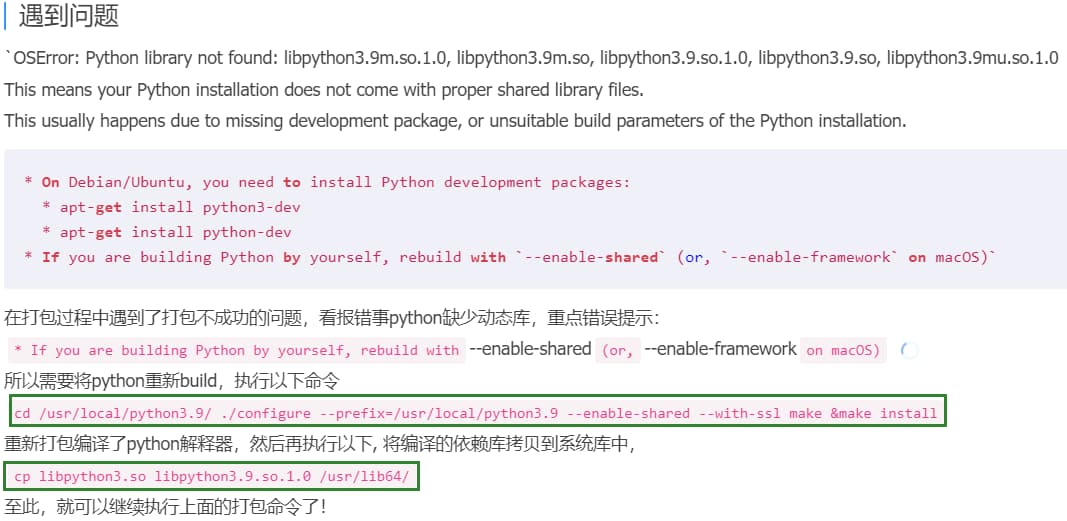 遇到问题
`OSError: Python library not found: libpython3.9m.so.1.0, libpython3.9m.so, libpython3.9.so.1.0, libpython3.9.so, libpython3.9mu.so.1.0
This means your Python installation does not come with proper shared library files.
This usually happens due to missing development package, or unsuitable build parameters of the Python installation.
* On Debian/Ubuntu, you need to install Python development packages:
* apt-get install python3-dev
* apt-get install python-dev
* If you are building Python by yourself, rebuild with `--enable-shared` (or, `--enable-framework` on macOS)`
在打包过程中遇到了打包不成功的问题，看报错事python缺少动态库，重点错误提示：
* If you are building Python by yourself, rebuild with --enable-shared (or, --enable-framework on macOS)
所以需要将python重新build，执行以下命令
cd /usr/local/python3.9/ ./configure --prefix=/usr/local/python3.9 --enable-shared --with-ssl make &make install
重新打包编译了python解释器，然后再执行以下, 将编译的依赖库拷贝到系统库中，
cp libpython3.so libpython3.9.so.1.0 /usr/lib64/
至此，就可以继续执行上面的打包命令了！